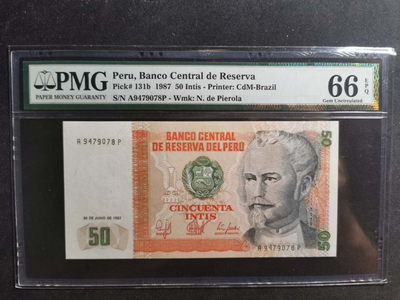 PMG
PAPER MONEY GUARANTY
Peru, Banco Central de Reserva
Pick# 131b 1987 50 Intis - Printer: CdM-Brazil
S/N A9479078P - Wmk: N. de Pierola
66 EPQ
Gem Uncirculated
A 9479078 P
BANCO CENTRAL
DE RESERVA DEL PERÚ
50
CINCUENTA
INTIS
26 DE JUNIO DE 1987
50
A 9479078 P